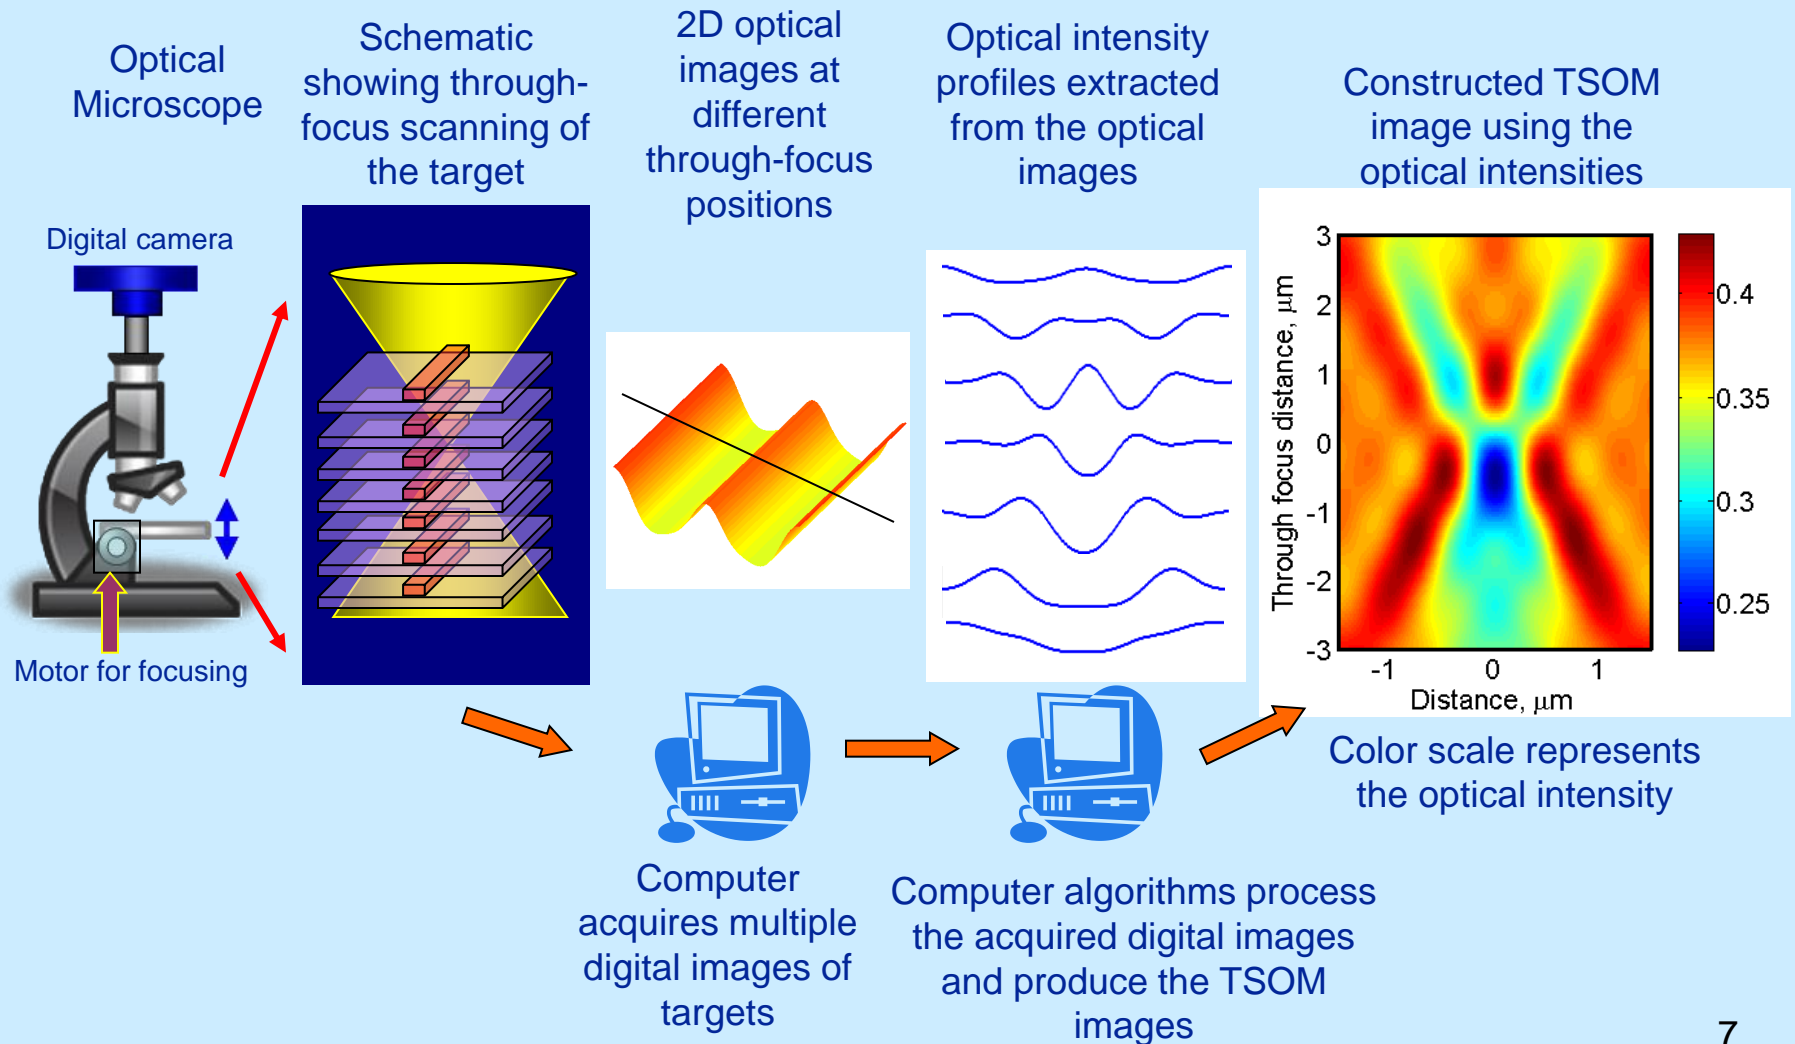 Optical
Microscope
Schematic
showing through-
focus scanning of
the target
2D optical
images at
different
through-focus
positions
Optical intensity
profiles extracted
from the optical
images
Constructed TSOM
image using the
optical intensities
Digital camera
Motor for focusing
3
2
1
0
-1
-2
-3
Through focus distance, μm
-1 0 1
Distance, μm
0.4
0.35
0.3
0.25
Color scale represents
the optical intensity
Computer
acquires multiple
digital images of
targets
Computer algorithms process
the acquired digital images
and produce the TSOM
images
7